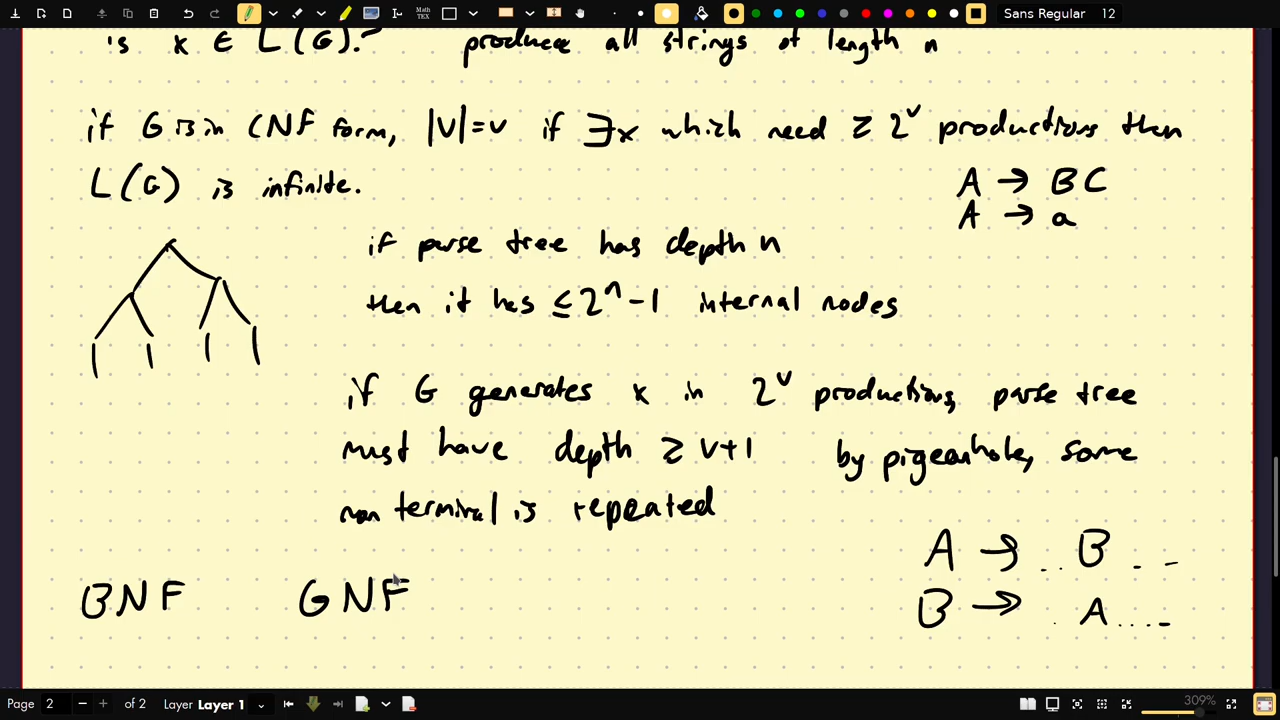 Math
TEX
Sans Regular 12
is x ∈ L(G)? produce all strings of length n
if G is in CNF form, |V|=v if ∃x which need ≥ 2^v productions then
L(G) is infinite.
A → BC
A → a
if parse tree has depth n
then it has ≤ 2^n - 1 internal nodes
if G generates x in 2^v productions, parse tree
must have depth ≥ v+1 by pigeonhole, some
non terminal is repeated
A → .. B ...
B → . A ....
BNF GNF
Page 2 of 2 Layer Layer 1 309%